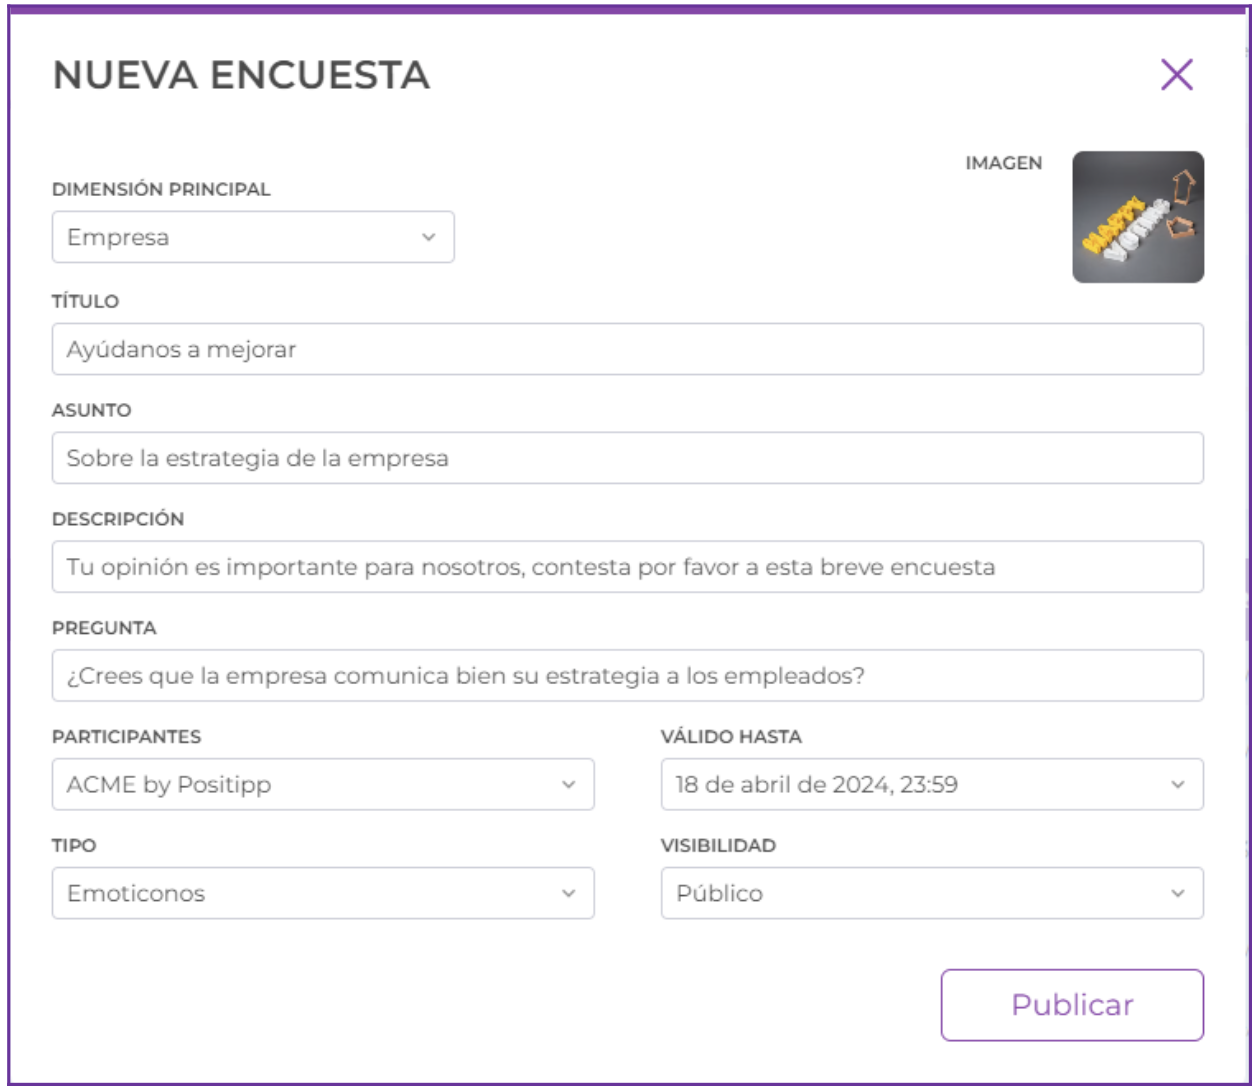 NUEVA ENCUESTA
IMAGEN
DIMENSIÓN PRINCIPAL
Empresa
TÍTULO
Ayúdanos a mejorar
ASUNTO
Sobre la estrategia de la empresa
DESCRIPCIÓN
Tu opinión es importante para nosotros, contesta por favor a esta breve encuesta
PREGUNTA
¿Crees que la empresa comunica bien su estrategia a los empleados?
PARTICIPANTES
VÁLIDO HASTA
ACME by Positipp
18 de abril de 2024, 23:59
TIPO
VISIBILIDAD
Emoticonos
Público
Publicar